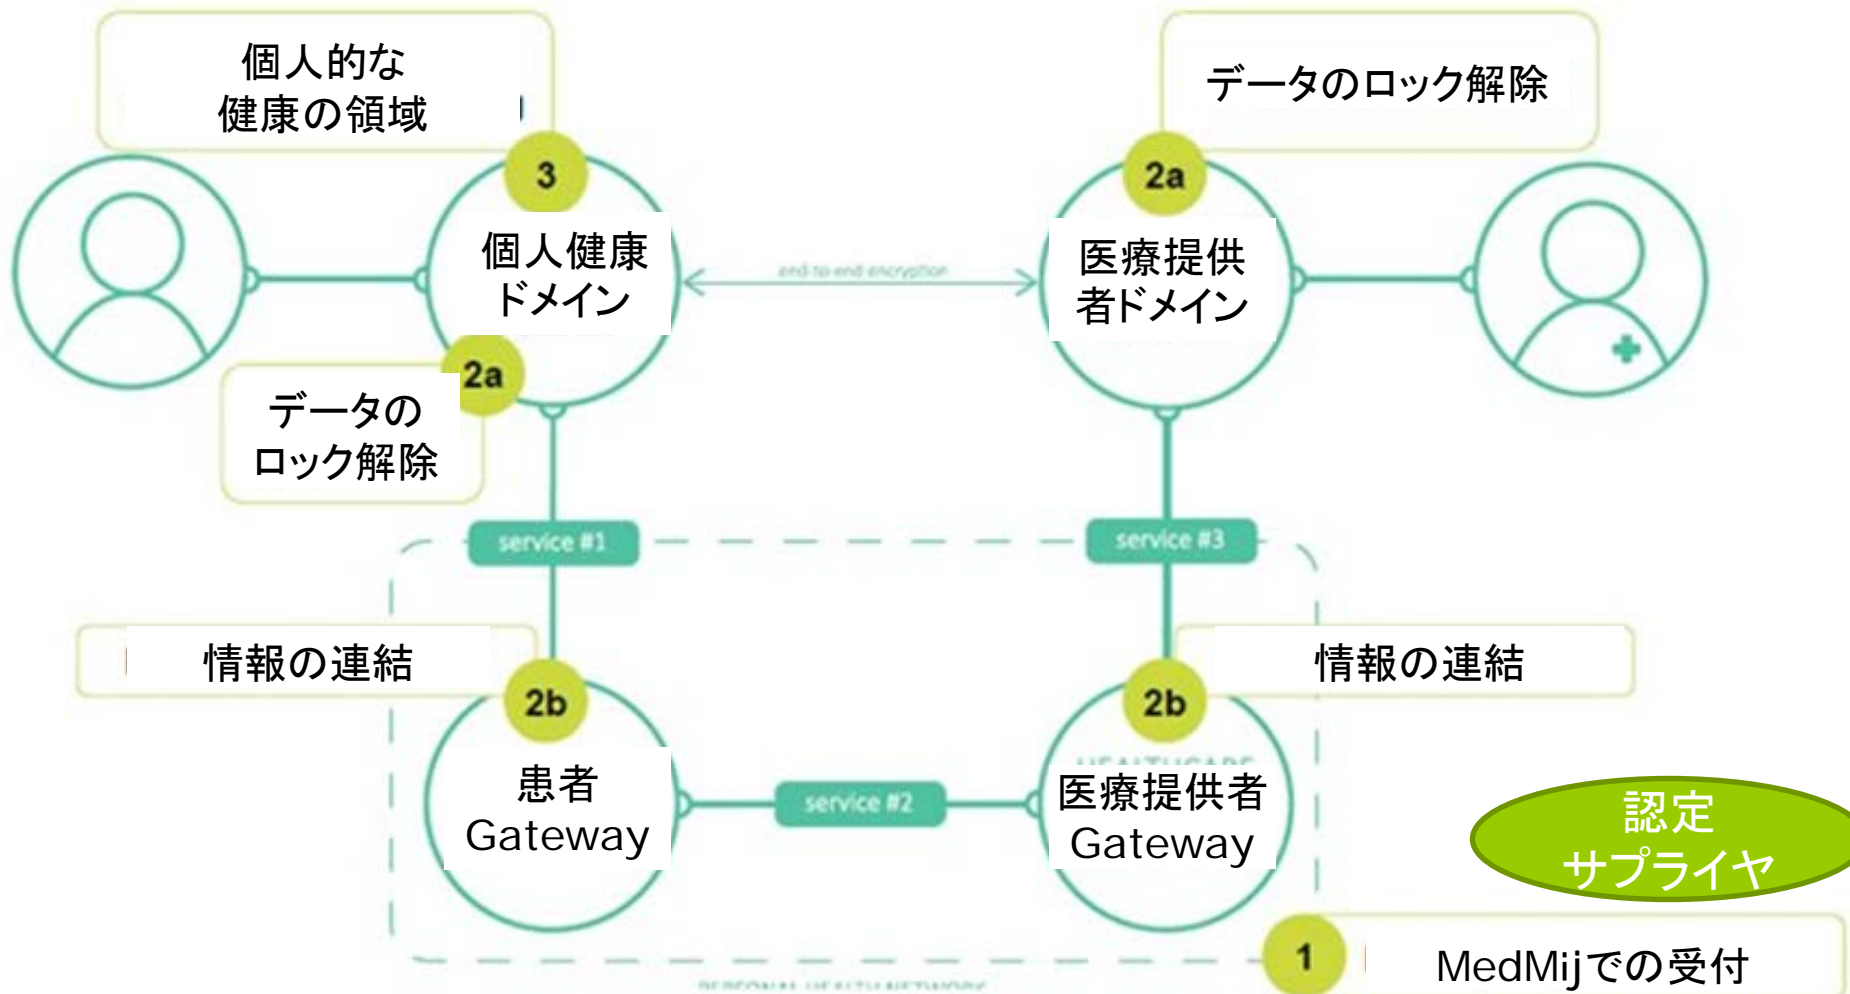 個人的な
健康の領域
データのロック解除
3
2a
個人健康
ドメイン
end-to-end encryption
医療提供
者ドメイン
2a
データの
ロック解除
service #1
service #3
情報の連結
情報の連結
2b
2b
患者
Gateway
service #2
HEALTHCARE
医療提供者
Gateway
認定
サプライヤ
1
MedMijでの受付
PERSONAL HEALTH NETWORK